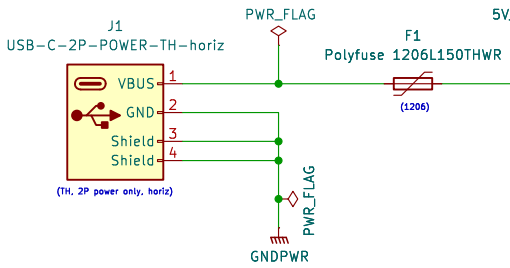 J1
USB-C-2P-POWER-TH-horiz
PWR_FLAG
F1
Polyfuse 1206L150THWR
(1206)
5V
VBUS 1
GND 2
Shield 3
Shield 4
(TH, 2P power only, horiz)
PWR_FLAG
GNDPWR